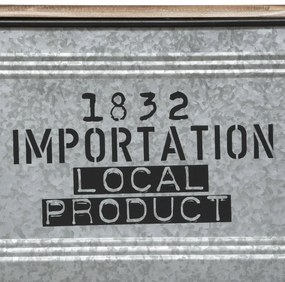 1832
IMPORTATION
LOCAL
PRODUCT